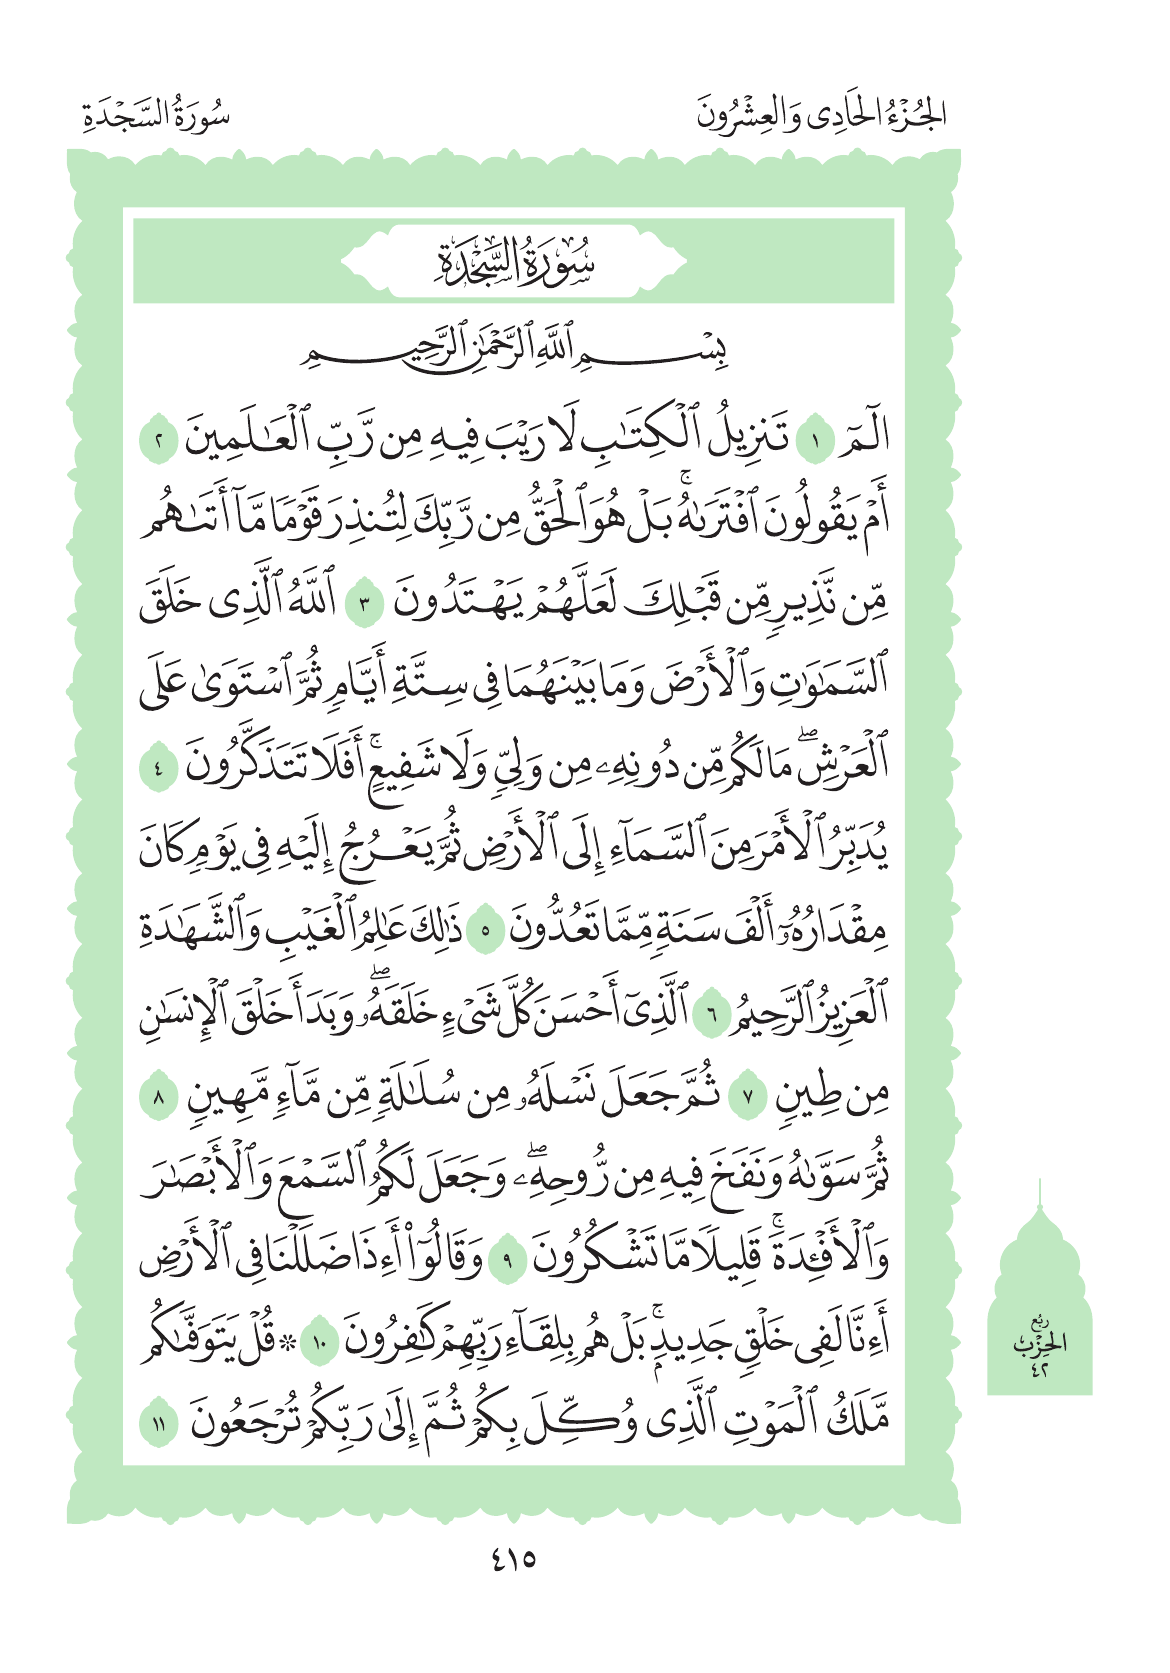 الجُزْءُ الحَادِي وَالعِشْرُونَ
سُورَةُ السَّجْدَةِ
سُورَةُ السَّجْدَةِ
بِسْمِ ٱللَّهِ ٱلرَّحْمَٰنِ ٱلرَّحِيمِ
الٓمٓ ١ تَنزِيلُ ٱلْكِتَٰبِ لَا رَيْبَ فِيهِ مِن رَّبِّ ٱلْعَٰلَمِينَ ٢
أَمْ يَقُولُونَ ٱفْتَرَىٰهُۚ بَلْ هُوَ ٱلْحَقُّ مِن رَّبِّكَ لِتُنذِرَ قَوْمًا مَّآ أَتَىٰهُم
مِّن نَّذِيرٍ مِّن قَبْلِكَ لَعَلَّهُمْ يَهْتَدُونَ ٣ ٱللَّهُ ٱلَّذِى خَلَقَ
ٱلسَّمَٰوَٰتِ وَٱلْأَرْضَ وَمَا بَيْنَهُمَا فِى سِتَّةِ أَيَّامٍ ثُمَّ ٱسْتَوَىٰ عَلَى
ٱلْعَرْشِۖ مَا لَكُم مِّن دُونِهِۦ مِن وَلِىٍّ وَلَا شَفِيعٍۚ أَفَلَا تَتَذَكَّرُونَ ٤
يُدَبِّرُ ٱلْأَمْرَ مِنَ ٱلسَّمَآءِ إِلَى ٱلْأَرْضِ ثُمَّ يَعْرُجُ إِلَيْهِ فِى يَوْمٍ كَانَ
مِقْدَارُهُۥٓ أَلْفَ سَنَةٍ مِّمَّا تَعُدُّونَ ٥ ذَٰلِكَ عَٰلِمُ ٱلْغَيْبِ وَٱلشَّهَٰدَةِ
ٱلْعَزِيزُ ٱلرَّحِيمُ ٦ ٱلَّذِىٓ أَحْسَنَ كُلَّ شَىْءٍ خَلَقَهُۥۖ وَبَدَأَ خَلْقَ ٱلْإِنسَٰنِ
مِن طِينٍ ٧ ثُمَّ جَعَلَ نَسْلَهُۥ مِن سُلَٰلَةٍ مِّن مَّآءٍ مَّهِينٍ ٨
ثُمَّ سَوَّىٰهُ وَنَفَخَ فِيهِ مِن رُّوحِهِۦۖ وَجَعَلَ لَكُمُ ٱلسَّمْعَ وَٱلْأَبْصَٰرَ
وَٱلْأَفْـِٔدَةَۚ قَلِيلًا مَّا تَشْكُرُونَ ٩ وَقَالُوٓا۟ أَءِذَا ضَلَلْنَا فِى ٱلْأَرْضِ
أَءِنَّا لَفِى خَلْقٍ جَدِيدٍۭۚ بَلْ هُم بِلِقَآءِ رَبِّهِمْ كَٰفِرُونَ ١٠ ۞ قُلْ يَتَوَفَّىٰكُم
مَّلَكُ ٱلْمَوْتِ ٱلَّذِى وُكِّلَ بِكُمْ ثُمَّ إِلَىٰ رَبِّكُمْ تُرْجَعُونَ ١١
رُبْع
الحِزْب
٤٢
٤١٥